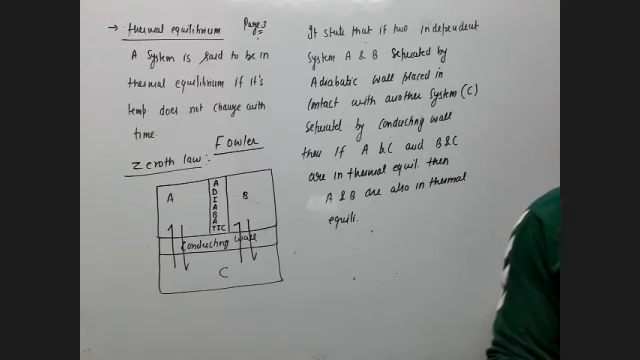 → thermal equilibrium Page 3
A System is said to be in
thermal equilibrium if it's
temp does not change with
time.
Zeroth law :- Fowler
A
ADIABATIC
B
Conducting wall
C
It state that if two independent
System A & B Seperated by
Adiabatic wall placed in
Contact with another System (C)
Seperated by Conducting wall
then if A & C and B & C
are in thermal equil. then
A & B are also in thermal
equili.